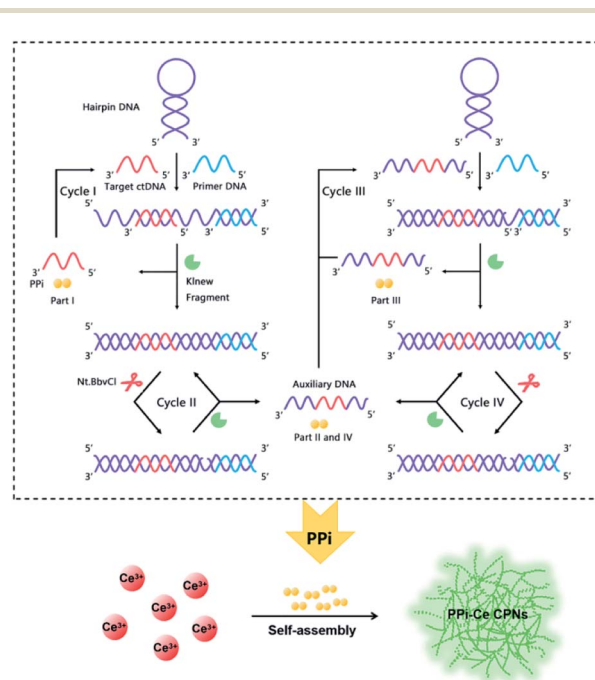 Hairpin DNA
5' 3'
3' 5' 3' 5'
Target ctDNA Primer DNA
Cycle I
5' 3'
3' 5' 3' 5'
3' 5'
PPi
Part I
Klnew
Fragment
5' 3'
3' 5'
Nt.BbvCI
Cycle II
5' 3'
3' 5'
Auxiliary DNA
3' 5'
Part II and IV
5' 3'
3' 5' 3' 5'
Cycle III
5' 3'
3' 5' 3' 5'
3' 5'
Part III
5' 3'
3' 5'
Cycle IV
5' 3'
3' 5'
PPi
Ce³⁺
Ce³⁺
Ce³⁺
Ce³⁺
Ce³⁺
Ce³⁺
Self-assembly
PPi-Ce CPNs